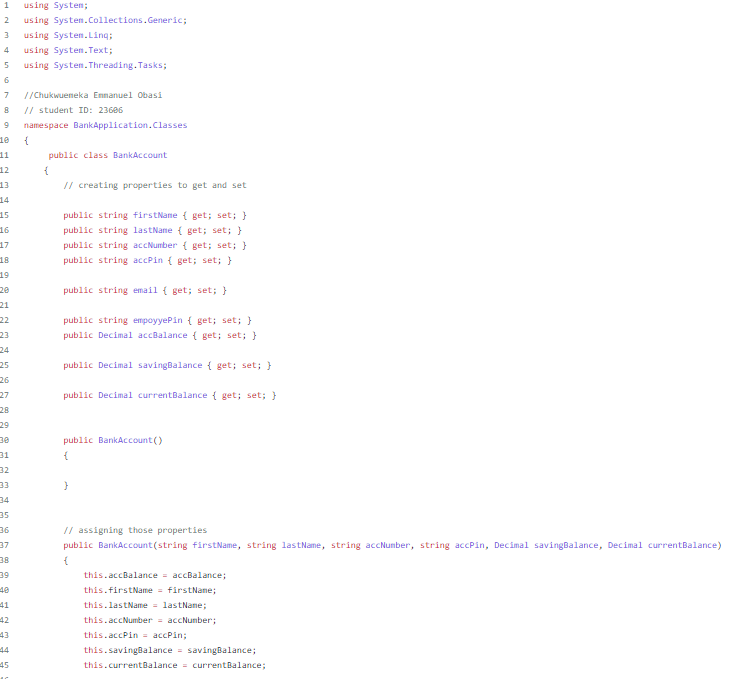 1 using System;
2 using System.Collections.Generic;
3 using System.Linq;
4 using System.Text;
5 using System.Threading.Tasks;
6
7 //Chukwuemeka Emmanuel Obasi
8 // student ID: 23606
9 namespace BankApplication.Classes
10 {
11 public class BankAccount
12 {
13 // creating properties to get and set
14
15 public string firstName { get; set; }
16 public string lastName { get; set; }
17 public string accNumber { get; set; }
18 public string accPin { get; set; }
19
20 public string email { get; set; }
21
22 public string empoyyePin { get; set; }
23 public Decimal accBalance { get; set; }
24
25 public Decimal savingBalance { get; set; }
26
27 public Decimal currentBalance { get; set; }
28
29
30 public BankAccount()
31 {
32
33 }
34
35
36 // assigning those properties
37 public BankAccount(string firstName, string lastName, string accNumber, string accPin, Decimal savingBalance, Decimal currentBalance)
38 {
39 this.accBalance = accBalance;
40 this.firstName = firstName;
41 this.lastName = lastName;
42 this.accNumber = accNumber;
43 this.accPin = accPin;
44 this.savingBalance = savingBalance;
45 this.currentBalance = currentBalance;